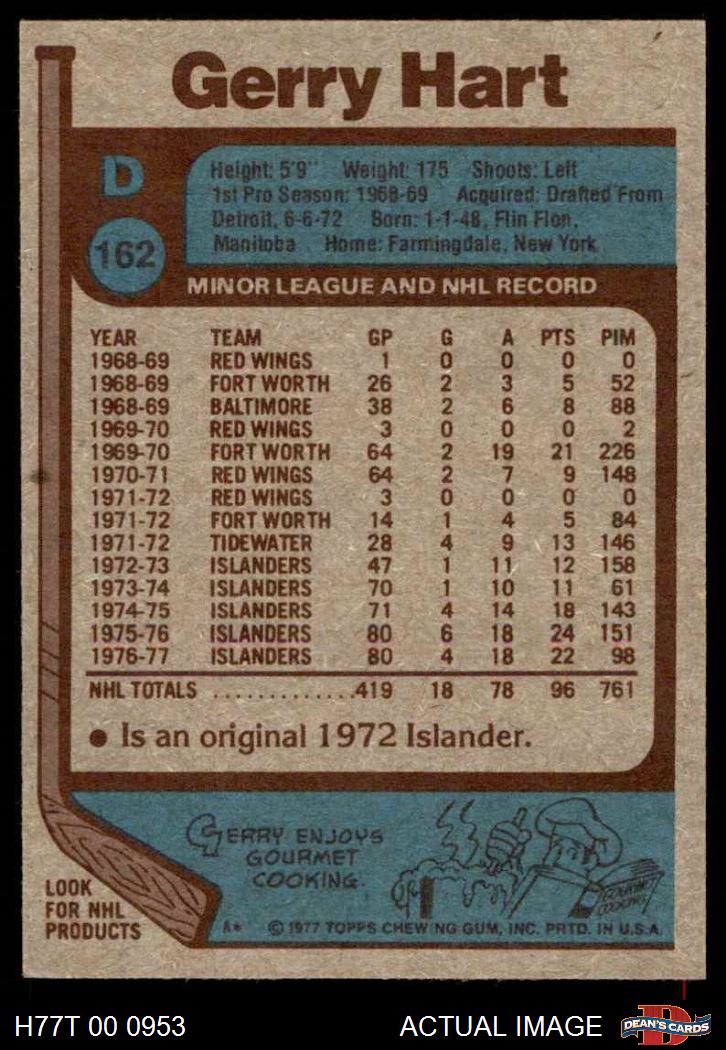 Gerry Hart
D
162
Height: 5'9" Weight: 175 Shoots: Left
1st Pro Season: 1968-69 Acquired: Drafted From
Detroit, 6-6-72 Born: 1-1-48, Flin Flon,
Manitoba Home: Farmingdale, New York
MINOR LEAGUE AND NHL RECORD
YEAR TEAM GP G A PTS PIM
1968-69 RED WINGS 1 0 0 0 0
1968-69 FORT WORTH 26 2 3 5 52
1968-69 BALTIMORE 38 2 6 8 88
1969-70 RED WINGS 3 0 0 0 2
1969-70 FORT WORTH 64 2 19 21 226
1970-71 RED WINGS 64 2 7 9 148
1971-72 RED WINGS 3 0 0 0 0
1971-72 FORT WORTH 14 1 4 5 84
1971-72 TIDEWATER 28 4 9 13 146
1972-73 ISLANDERS 47 1 11 12 158
1973-74 ISLANDERS 70 1 10 11 61
1974-75 ISLANDERS 71 4 14 18 143
1975-76 ISLANDERS 80 6 18 24 151
1976-77 ISLANDERS 80 4 18 22 98
NHL TOTALS .............419 18 78 96 761
• Is an original 1972 Islander.
GERRY ENJOYS
GOURMET
COOKING.
COOKING
LOOK
FOR NHL
PRODUCTS
A* © 1977 TOPPS CHEWING GUM, INC. PRTD. IN U.S.A.
H77T 00 0953 ACTUAL IMAGE D DEAN'S CARDS